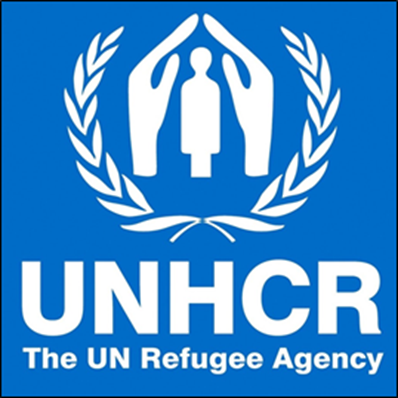 UNHCR
The UN Refugee Agency